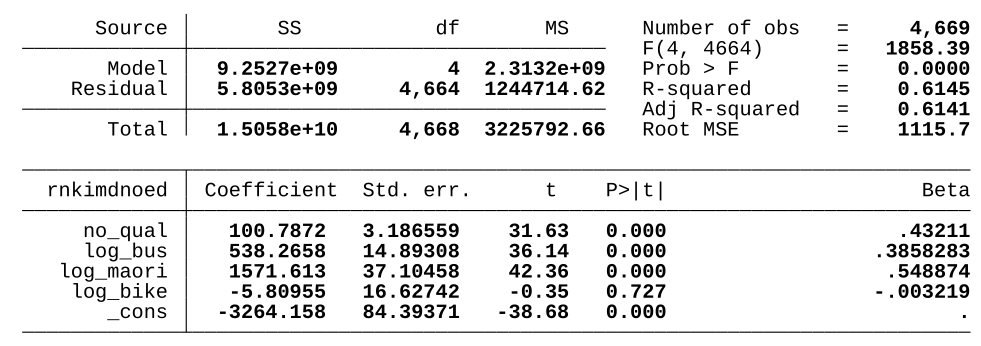 Source SS df MS Number of obs = 4,669
F(4, 4664) = 1858.39
Model 9.2527e+09 4 2.3132e+09 Prob > F = 0.0000
Residual 5.8053e+09 4,664 1244714.62 R-squared = 0.6145
Adj R-squared = 0.6141
Total 1.5058e+10 4,668 3225792.66 Root MSE = 1115.7
rnkimdnoed Coefficient Std. err. t P>|t| Beta
no_qual 100.7872 3.186559 31.63 0.000 .43211
log_bus 538.2658 14.89308 36.14 0.000 .3858283
log_maori 1571.613 37.10458 42.36 0.000 .548874
log_bike -5.80955 16.62742 -0.35 0.727 -.003219
_cons -3264.158 84.39371 -38.68 0.000 .